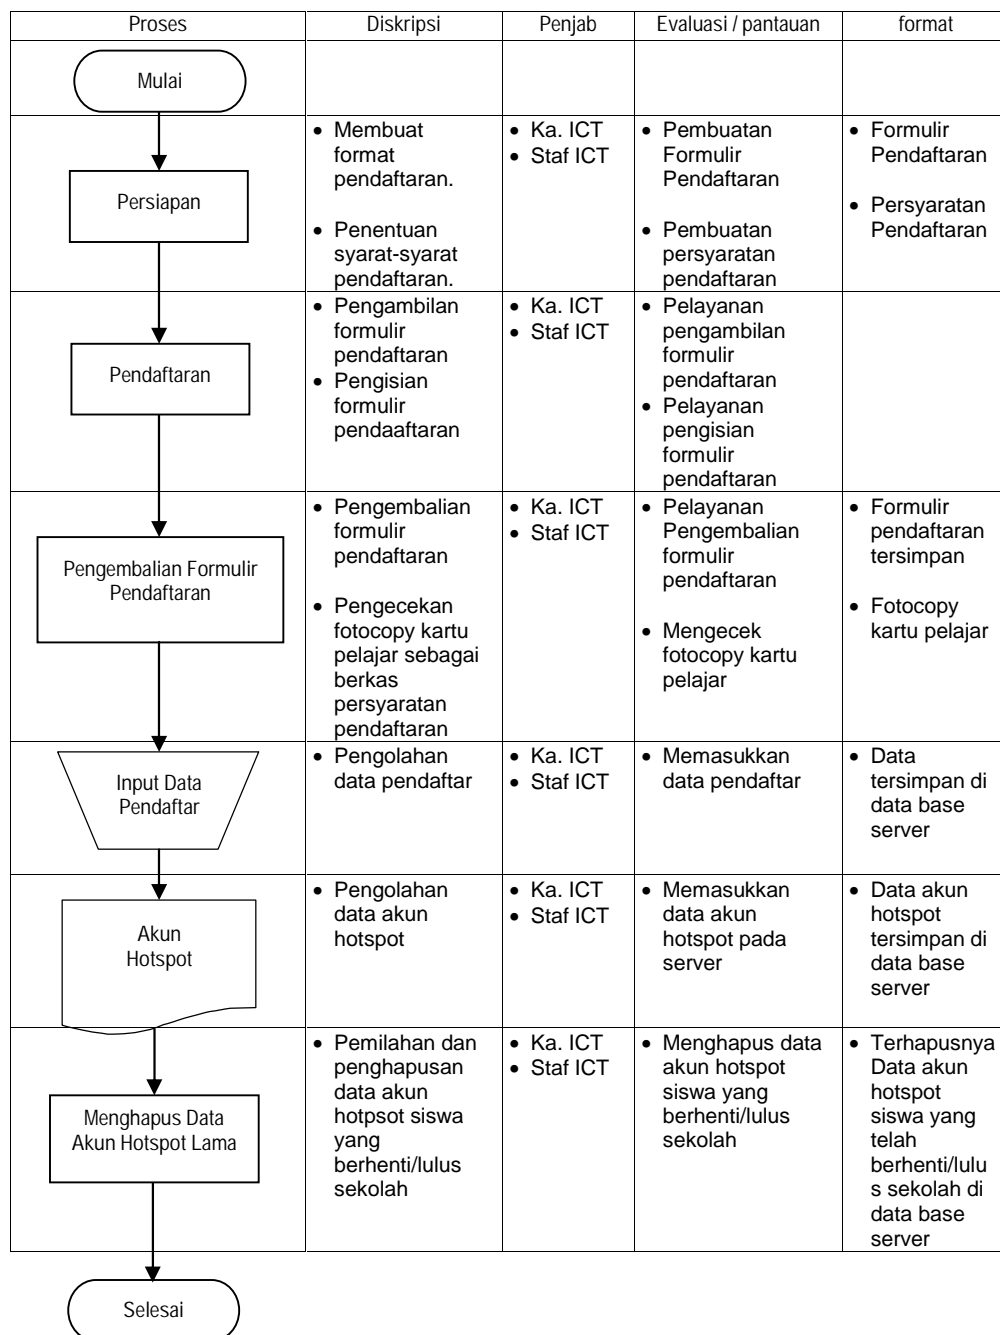 Proses Diskripsi Penjab Evaluasi / pantauan format
Mulai
Persiapan
• Membuat
format
pendaftaran.
• Penentuan
syarat-syarat
pendaftaran.
• Ka. ICT
• Staf ICT
• Pembuatan
Formulir
Pendaftaran
• Pembuatan
persyaratan
pendaftaran
• Formulir
Pendaftaran
• Persyaratan
Pendaftaran
Pendaftaran
• Pengambilan
formulir
pendaftaran
• Pengisian
formulir
pendaaftaran
• Ka. ICT
• Staf ICT
• Pelayanan
pengambilan
formulir
pendaftaran
• Pelayanan
pengisian
formulir
pendaftaran
Pengembalian Formulir
Pendaftaran
• Pengembalian
formulir
pendaftaran
• Pengecekan
fotocopy kartu
pelajar sebagai
berkas
persyaratan
pendaftaran
• Ka. ICT
• Staf ICT
• Pelayanan
Pengembalian
formulir
pendaftaran
• Mengecek
fotocopy kartu
pelajar
• Formulir
pendaftaran
tersimpan
• Fotocopy
kartu pelajar
Input Data
Pendaftar
• Pengolahan
data pendaftar
• Ka. ICT
• Staf ICT
• Memasukkan
data pendaftar
• Data
tersimpan di
data base
server
Akun
Hotspot
• Pengolahan
data akun
hotspot
• Ka. ICT
• Staf ICT
• Memasukkan
data akun
hotspot pada
server
• Data akun
hotspot
tersimpan di
data base
server
Menghapus Data
Akun Hotspot Lama
• Pemilahan dan
penghapusan
data akun
hotpsot siswa
yang
berhenti/lulus
sekolah
• Ka. ICT
• Staf ICT
• Menghapus data
akun hotspot
siswa yang
berhenti/lulus
sekolah
• Terhapusnya
Data akun
hotspot
siswa yang
telah
berhenti/lulu
s sekolah di
data base
server
Selesai